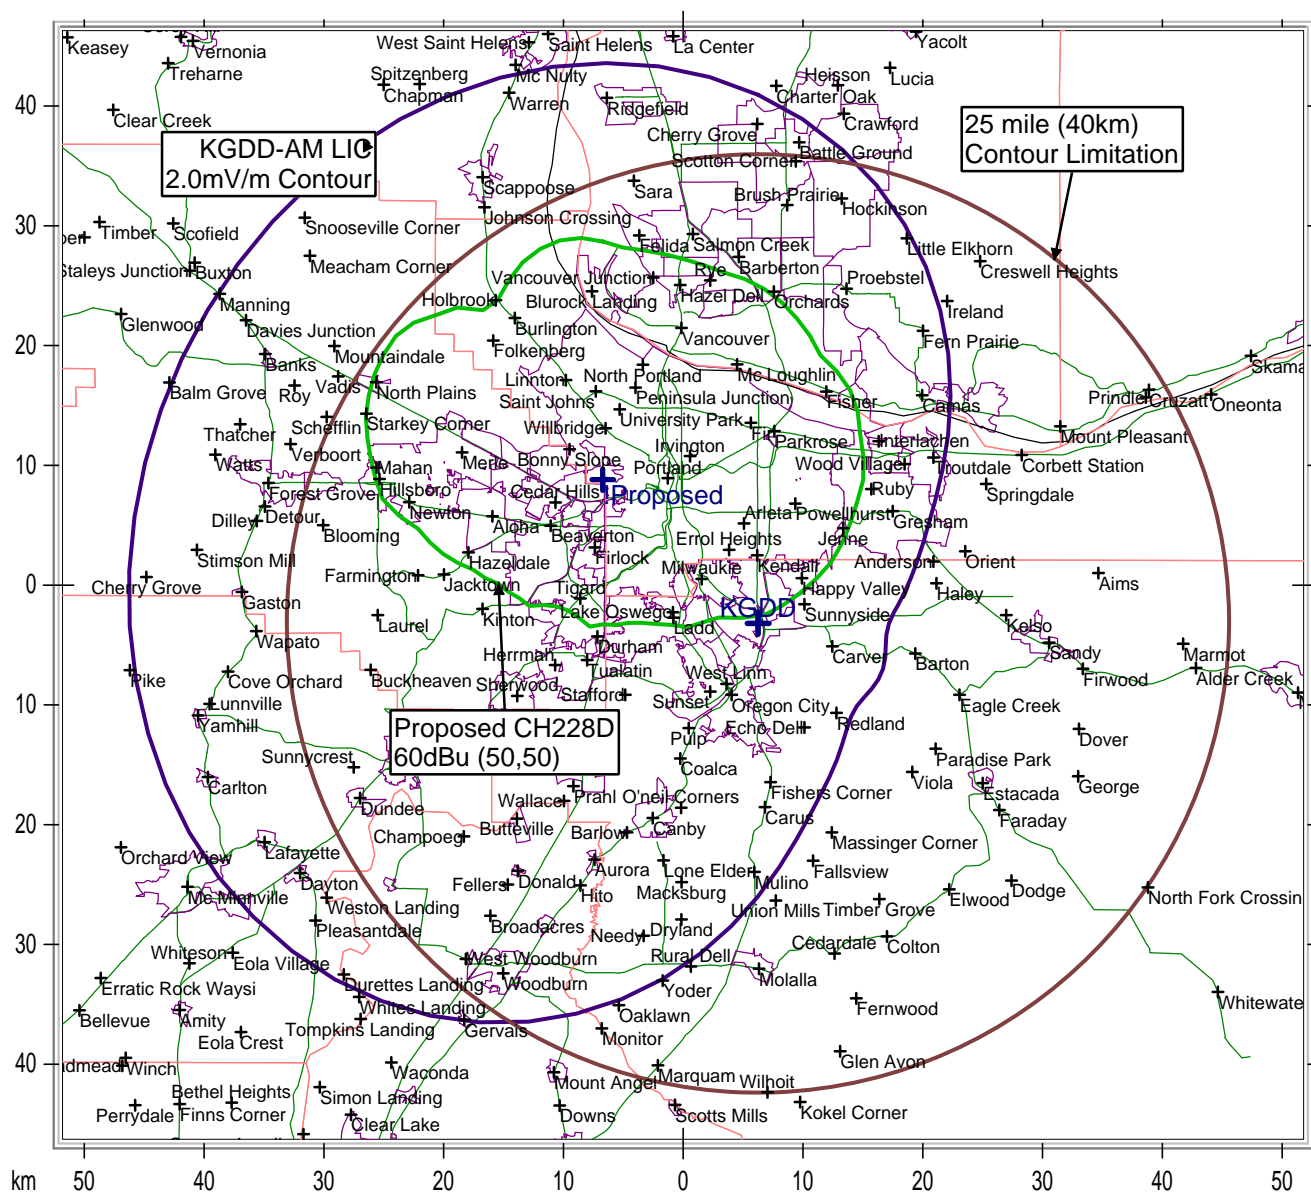 Keasey
Vernonia
Treharne
West Saint Helens
Saint Helens
La Center
Yacolt
Spitzenberg
Chapman
Mc Nulty
Warren
Ridgefield
Heisson
Charter Oak
Lucia
Clear Creek
Cherry Grove
Crawford
KGDD-AM LIC
2.0mV/m Contour
25 mile (40km)
Contour Limitation
Scotton Corner
Battle Ground
Scappoose
Sara
Brush Prairie
Hockinson
Timber
Scofield
Snooseville Corner
Johnson Crossing
Felida
Salmon Creek
Little Elkhorn
Staleys Junction
Buxton
Meacham Corner
Vancouver Junction
Rye
Barberton
Proebstel
Creswell Heights
Manning
Holbrook
Blurock Landing
Hazel Dell
Orchards
Ireland
Glenwood
Davies Junction
Burlington
Vancouver
Fern Prairie
Banks
Mountaindale
Folkenberg
Skama
Balm Grove
Roy
Vadis
North Plains
Linnton
North Portland
Mc Loughlin
Saint Johns
Peninsula Junction
Fisher
Camas
Prindle
Cruzatt
Oneonta
Thatcher
Schefflin
Starkey Corner
Willbridge
University Park
Fir
Parkrose
Interlachen
Mount Pleasant
Verboort
Watts
Mahan
Merle
Bonny Slope
Irvington
Portland
Wood Village
Troutdale
Corbett Station
Forest Grove
Hillsboro
Cedar Hills
Proposed
Ruby
Springdale
Dilley
Detour
Newton
Aloha
Beaverton
Arleta
Powellhurst
Gresham
Blooming
Errol Heights
Jenne
Stimson Mill
Hazeldale
Firlock
Milwaukie
Kendall
Anderson
Orient
Cherry Grove
Farmington
Jacktown
Tigard
Happy Valley
Haley
Aims
Gaston
Laurel
Kinton
Lake Oswego
Ladd
KGDD
Sunnyside
Kelso
Wapato
Durham
Sandy
Marmot
Pike
Cove Orchard
Buckheaven
Herrman
Tualatin
Carver
Barton
Firwood
Alder Creek
Lunnville
Sherwood
Stafford
West Linn
Sunset
Oregon City
Eagle Creek
Yamhill
Proposed CH228D
60dBu (50,50)
Pulp
Echo Dell
Redland
Dover
Sunnycrest
Coalca
Paradise Park
Carlton
Viola
Estacada
George
Dundee
Wallace
Prahl
O'neil Corners
Fishers Corner
Faraday
Champoeg
Butteville
Barlow
Canby
Carus
Massinger Corner
Orchard View
Lafayette
Aurora
Lone Elder
Fallsview
Mc Minnville
Dayton
Fellers
Donald
Hito
Macksburg
Mulino
Dodge
Weston Landing
Union Mills
Timber Grove
Elwood
North Fork Crossin
Pleasantdale
Broadacres
Needy
Dryland
Cedardale
Colton
Whiteson
Eola Village
West Woodburn
Rural Dell
Erratic Rock Waysi
Durettes Landing
Woodburn
Yoder
Molalla
Whitewate
Bellevue
Amity
Whites Landing
Oaklawn
Fernwood
Eola Crest
Tompkins Landing
Gervais
Monitor
Winch
Waconda
Mount Angel
Marquam
Glen Avon
Wilhoit
Perrydale
Bethel Heights
Finns Corner
Simon Landing
Clear Lake
Downs
Scotts Mills
Kokel Corner
40
30
20
10
0
10
20
30
40
km
50
40
30
20
10
0
10
20
30
40
50